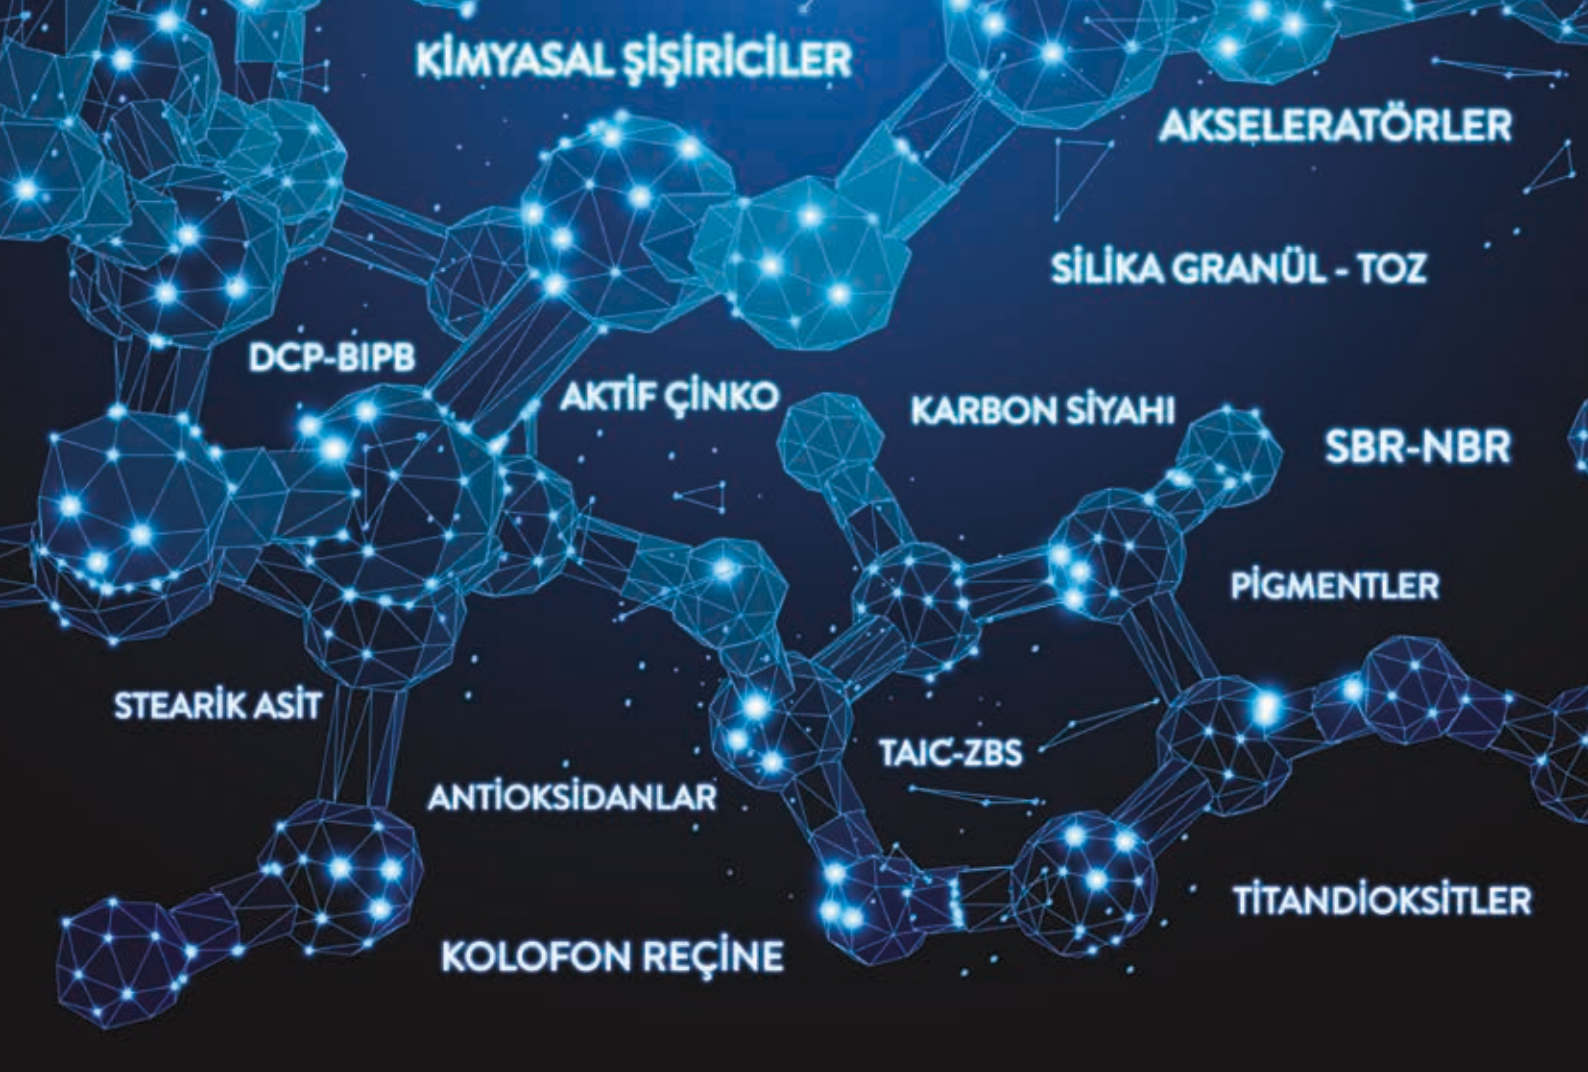 KİMYASAL ŞİŞİRİCİLER
AKSELERATÖRLER
SİLİKA GRANÜL - TOZ
DCP-BIPB
AKTİF ÇİNKO
KARBON SİYAHI
SBR-NBR
PİGMENTLER
STEARİK ASİT
TAIC-ZBS
ANTİOKSİDANLAR
TİTANDİOKSİTLER
KOLOFON REÇİNE